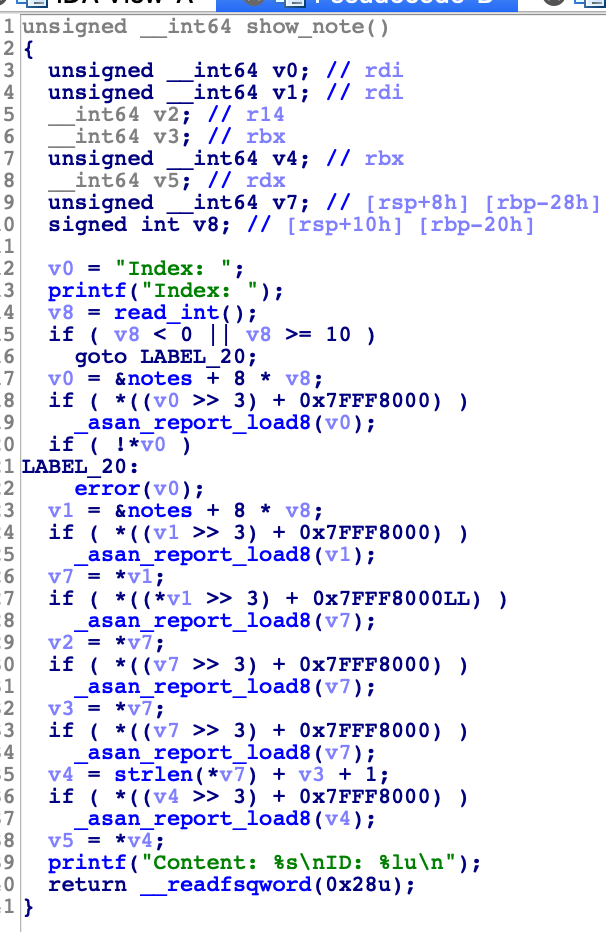 IDA View-A Pseudocode-B
1 unsigned __int64 show_note()
2 {
3   unsigned __int64 v0; // rdi
4   unsigned __int64 v1; // rdi
5   __int64 v2; // r14
6   __int64 v3; // rbx
7   unsigned __int64 v4; // rbx
8   __int64 v5; // rdx
9   unsigned __int64 v7; // [rsp+8h] [rbp-28h]
0   signed int v8; // [rsp+10h] [rbp-20h]
1
2   v0 = "Index: ";
3   printf("Index: ");
4   v8 = read_int();
5   if ( v8 < 0 || v8 >= 10 )
6     goto LABEL_20;
7   v0 = &notes + 8 * v8;
8   if ( *((v0 >> 3) + 0x7FFF8000) )
9     _asan_report_load8(v0);
0   if ( !*v0 )
1 LABEL_20:
2     error(v0);
3   v1 = &notes + 8 * v8;
4   if ( *((v1 >> 3) + 0x7FFF8000) )
5     _asan_report_load8(v1);
6   v7 = *v1;
7   if ( *((*v1 >> 3) + 0x7FFF8000LL) )
8     _asan_report_load8(v7);
9   v2 = *v7;
0   if ( *((v7 >> 3) + 0x7FFF8000) )
1     _asan_report_load8(v7);
2   v3 = *v7;
3   if ( *((v7 >> 3) + 0x7FFF8000) )
4     _asan_report_load8(v7);
5   v4 = strlen(*v7) + v3 + 1;
6   if ( *((v4 >> 3) + 0x7FFF8000) )
7     _asan_report_load8(v4);
8   v5 = *v4;
9   printf("Content: %s\nID: %lu\n");
0   return __readfsqword(0x28u);
1 }